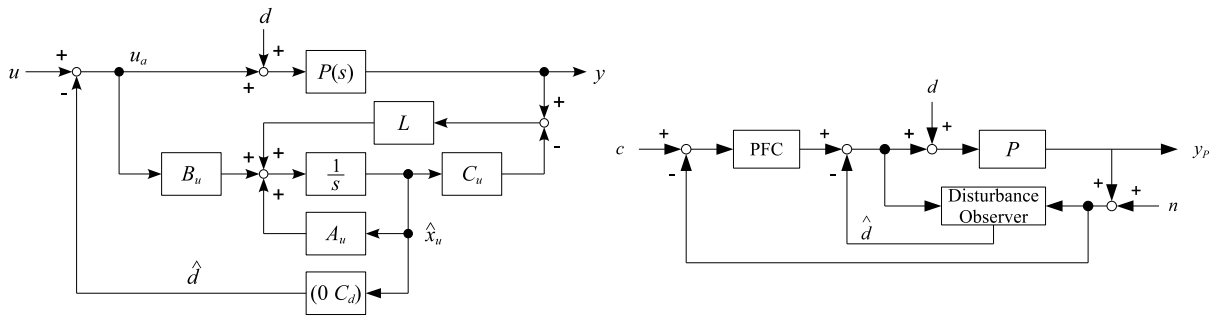 d
u
+
-
u_a
+
+
P(s)
y
+
-
L
B_u
+
+
+
1/s
C_u
A_u
x̂_u
d̂
(0 C_d)
d
c
+
-
PFC
+
-
+
+
P
y_P
+
+
n
Disturbance
Observer
d̂